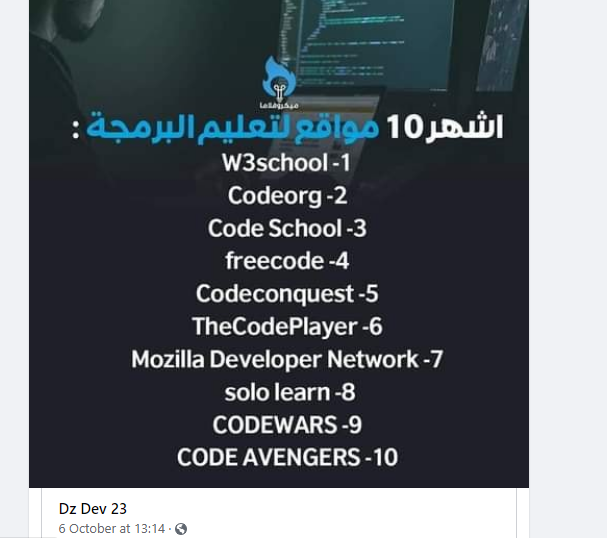 ميكروفلاما
اشهر 10 مواقع لتعليم البرمجة :
1- W3school
2- Codeorg
3- Code School
4- freecode
5- Codeconquest
6- TheCodePlayer
7- Mozilla Developer Network
8- solo learn
9- CODEWARS
10- CODE AVENGERS
Dz Dev 23
6 October at 13:14 ·